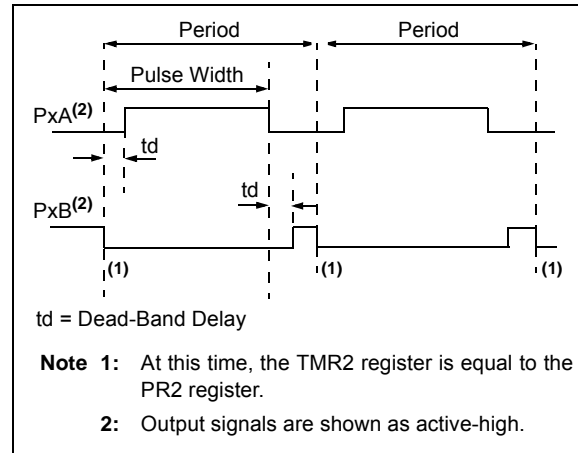 Period Period
Pulse Width
PxA(2)
td
td
PxB(2)
(1) (1) (1)
td = Dead-Band Delay
Note 1: At this time, the TMR2 register is equal to the
PR2 register.
2: Output signals are shown as active-high.